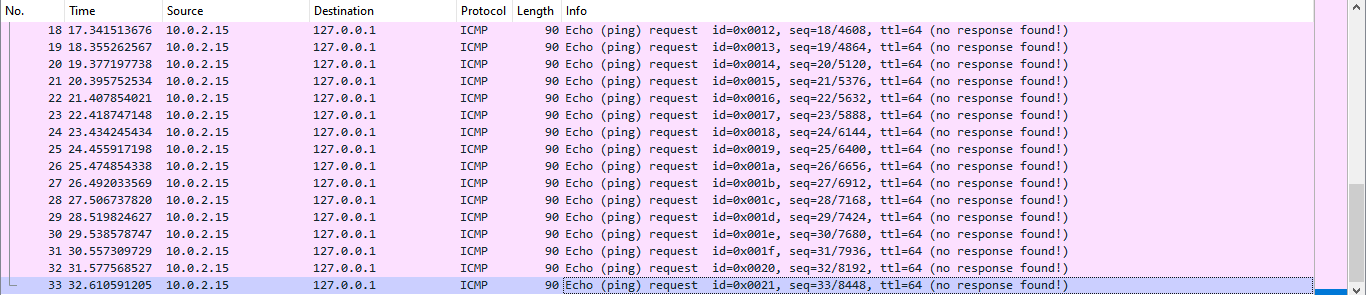 No. Time Source Destination Protocol Length Info
18 17.341513676 10.0.2.15 127.0.0.1 ICMP 90 Echo (ping) request id=0x0012, seq=18/4608, ttl=64 (no response found!)
19 18.355262567 10.0.2.15 127.0.0.1 ICMP 90 Echo (ping) request id=0x0013, seq=19/4864, ttl=64 (no response found!)
20 19.377197738 10.0.2.15 127.0.0.1 ICMP 90 Echo (ping) request id=0x0014, seq=20/5120, ttl=64 (no response found!)
21 20.395752534 10.0.2.15 127.0.0.1 ICMP 90 Echo (ping) request id=0x0015, seq=21/5376, ttl=64 (no response found!)
22 21.407854021 10.0.2.15 127.0.0.1 ICMP 90 Echo (ping) request id=0x0016, seq=22/5632, ttl=64 (no response found!)
23 22.418747148 10.0.2.15 127.0.0.1 ICMP 90 Echo (ping) request id=0x0017, seq=23/5888, ttl=64 (no response found!)
24 23.434245434 10.0.2.15 127.0.0.1 ICMP 90 Echo (ping) request id=0x0018, seq=24/6144, ttl=64 (no response found!)
25 24.455917198 10.0.2.15 127.0.0.1 ICMP 90 Echo (ping) request id=0x0019, seq=25/6400, ttl=64 (no response found!)
26 25.474854338 10.0.2.15 127.0.0.1 ICMP 90 Echo (ping) request id=0x001a, seq=26/6656, ttl=64 (no response found!)
27 26.492033569 10.0.2.15 127.0.0.1 ICMP 90 Echo (ping) request id=0x001b, seq=27/6912, ttl=64 (no response found!)
28 27.506737820 10.0.2.15 127.0.0.1 ICMP 90 Echo (ping) request id=0x001c, seq=28/7168, ttl=64 (no response found!)
29 28.519824627 10.0.2.15 127.0.0.1 ICMP 90 Echo (ping) request id=0x001d, seq=29/7424, ttl=64 (no response found!)
30 29.538578747 10.0.2.15 127.0.0.1 ICMP 90 Echo (ping) request id=0x001e, seq=30/7680, ttl=64 (no response found!)
31 30.557309729 10.0.2.15 127.0.0.1 ICMP 90 Echo (ping) request id=0x001f, seq=31/7936, ttl=64 (no response found!)
32 31.577568527 10.0.2.15 127.0.0.1 ICMP 90 Echo (ping) request id=0x0020, seq=32/8192, ttl=64 (no response found!)
33 32.610591205 10.0.2.15 127.0.0.1 ICMP 90 Echo (ping) request id=0x0021, seq=33/8448, ttl=64 (no response found!)